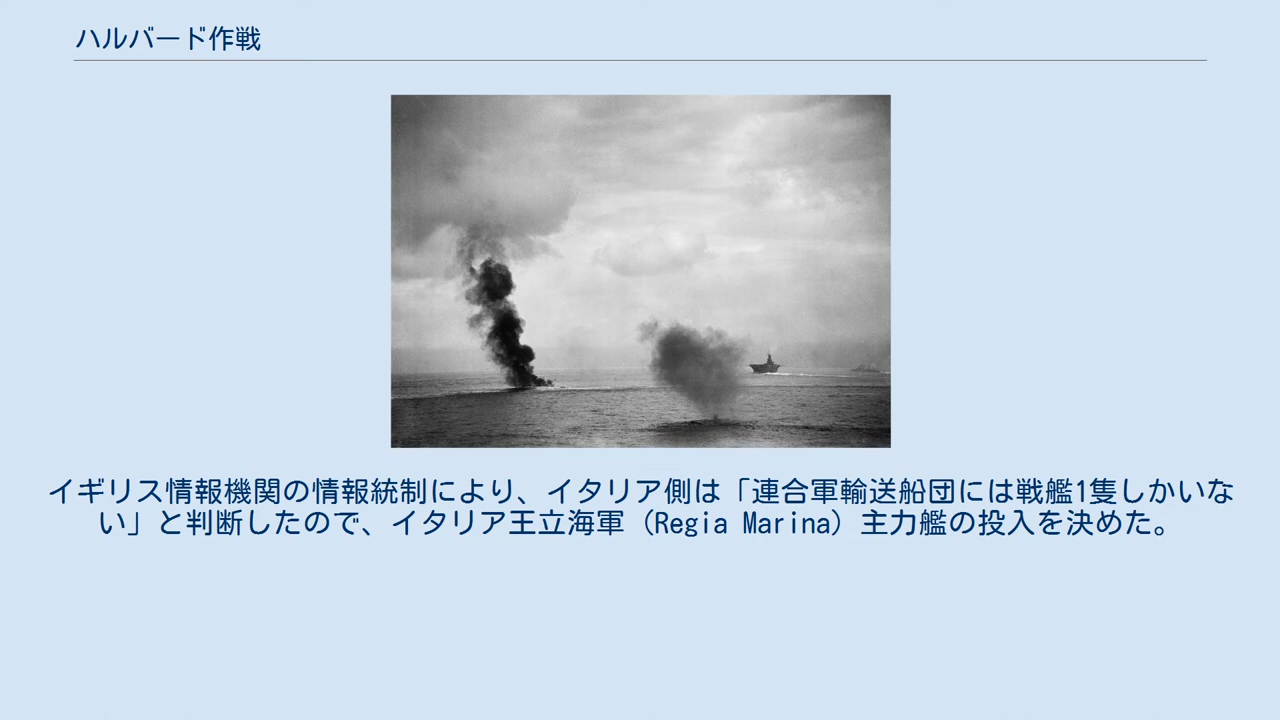 ハルバード作戦
イギリス情報機関の情報統制により、イタリア側は「連合軍輸送船団には戦艦1隻しかいな
い」と判断したので、イタリア王立海軍（Regia Marina）主力艦の投入を決めた。